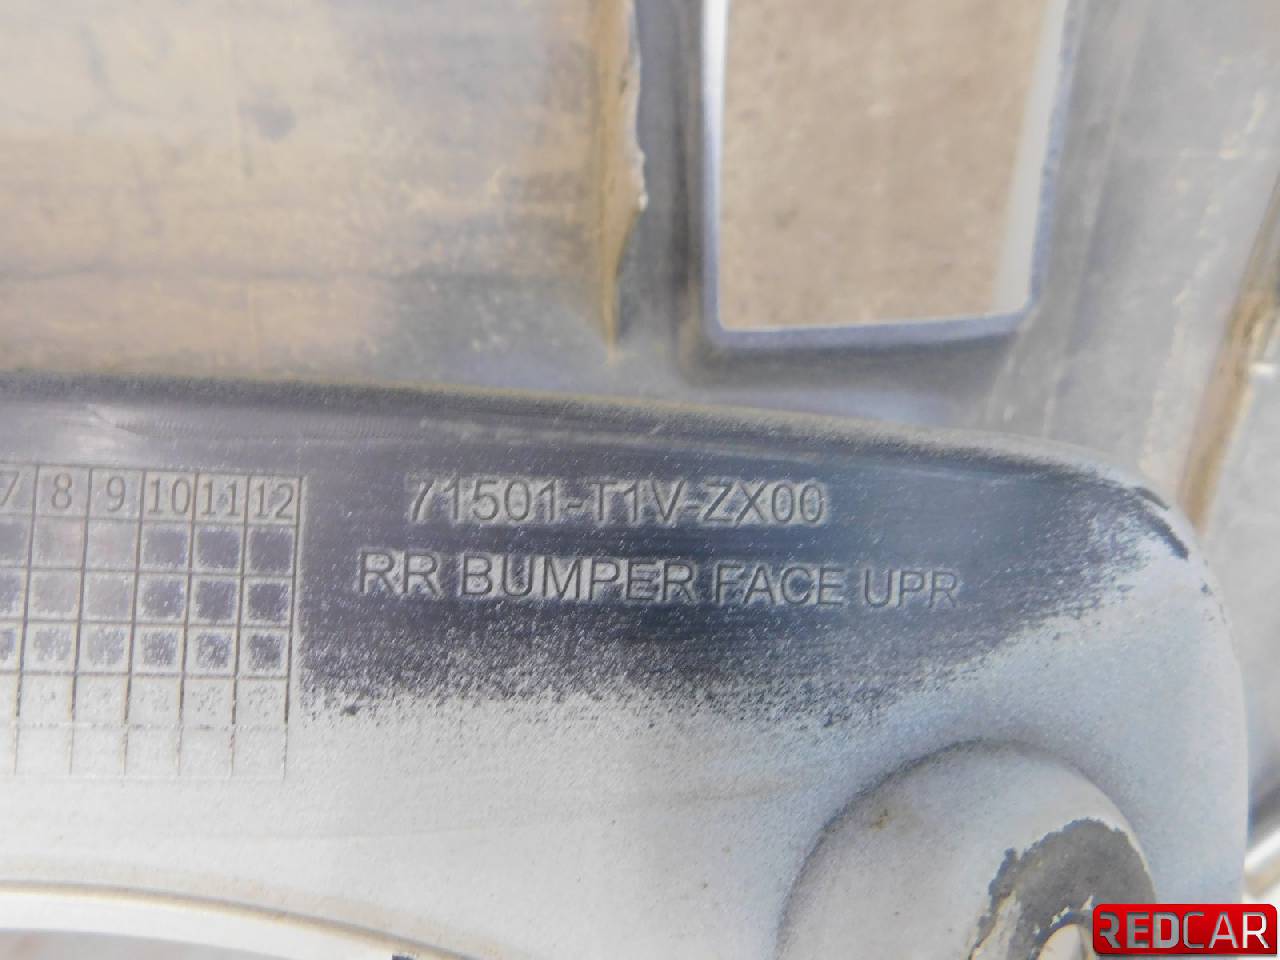 71501-T1V-ZX00
RR BUMPER FACE UPR
7 8 9 10 11 12
REDCAR